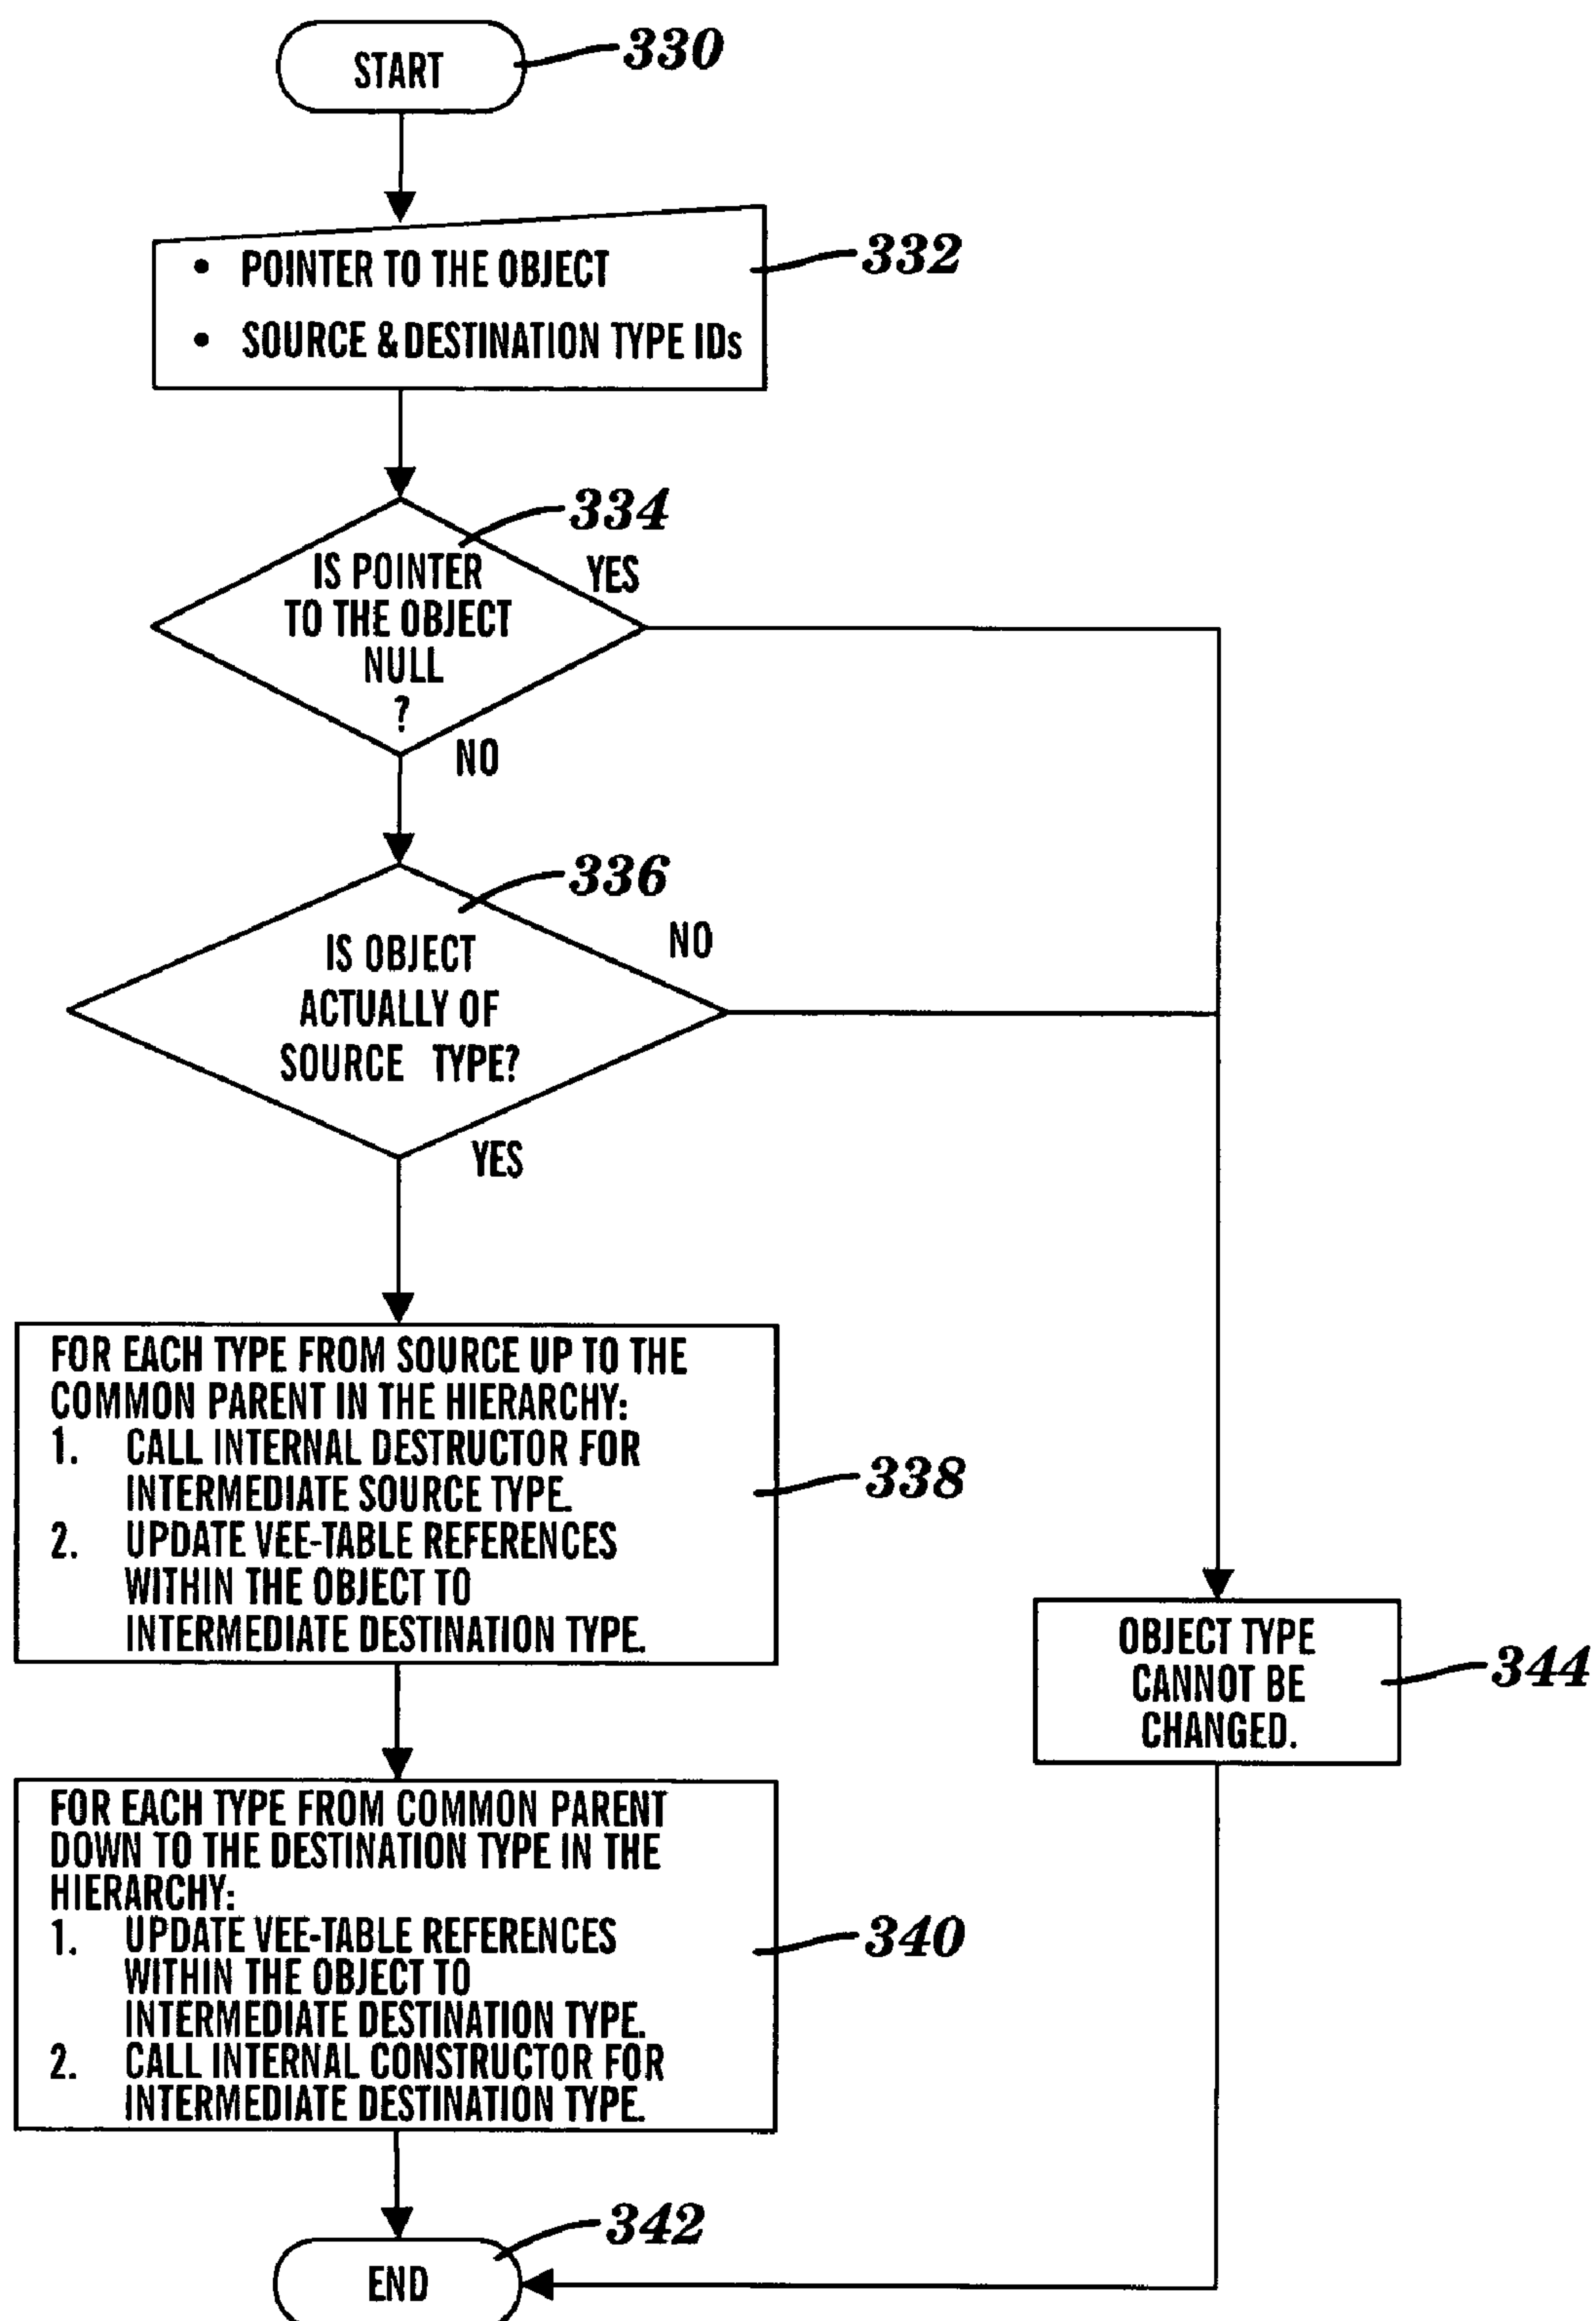 START
330
• POINTER TO THE OBJECT
332
• SOURCE & DESTINATION TYPE IDs
334
IS POINTER
YES
TO THE OBJECT
NULL
?
NO
336
NO
IS OBJECT
ACTUALLY OF
SOURCE TYPE?
YES
FOR EACH TYPE FROM SOURCE UP TO THE
COMMON PARENT IN THE HIERARCHY:
1. CALL INTERNAL DESTRUCTOR FOR
INTERMEDIATE SOURCE TYPE.
2. UPDATE VEE-TABLE REFERENCES
WITHIN THE OBJECT TO
INTERMEDIATE DESTINATION TYPE.
338
OBJECT TYPE
CANNOT BE
CHANGED.
344
FOR EACH TYPE FROM COMMON PARENT
DOWN TO THE DESTINATION TYPE IN THE
HIERARCHY:
1. UPDATE VEE-TABLE REFERENCES
WITHIN THE OBJECT TO
INTERMEDIATE DESTINATION TYPE.
2. CALL INTERNAL CONSTRUCTOR FOR
INTERMEDIATE DESTINATION TYPE.
340
342
END